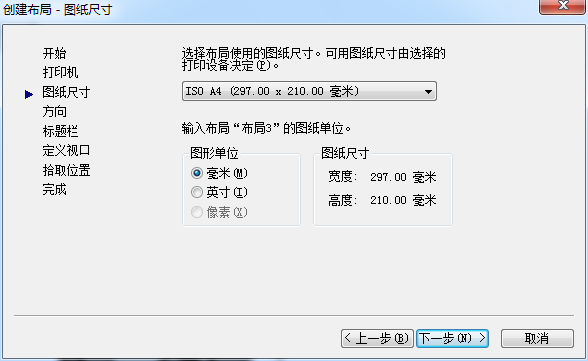 创建布局 - 图纸尺寸
开始
打印机
图纸尺寸
方向
标题栏
定义视口
拾取位置
完成
选择布局使用的图纸尺寸。可用图纸尺寸由选择的
打印设备决定(P)。
ISO A4 (297.00 x 210.00 毫米)
输入布局“布局3”的图纸单位。
图形单位
毫米(M)
英寸(I)
像素(X)
图纸尺寸
宽度: 297.00 毫米
高度: 210.00 毫米
< 上一步(B)
下一步(N) >
取消